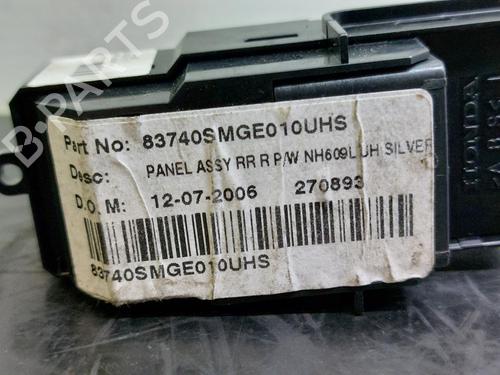 Part No: 83740SMGE010UHS
Desc: PANEL ASSY RR R P/W NH609L UH SILVER
D.O.M: 12-07-2006 270893
83740SMGE010UHS
HONDA
B-PARTS